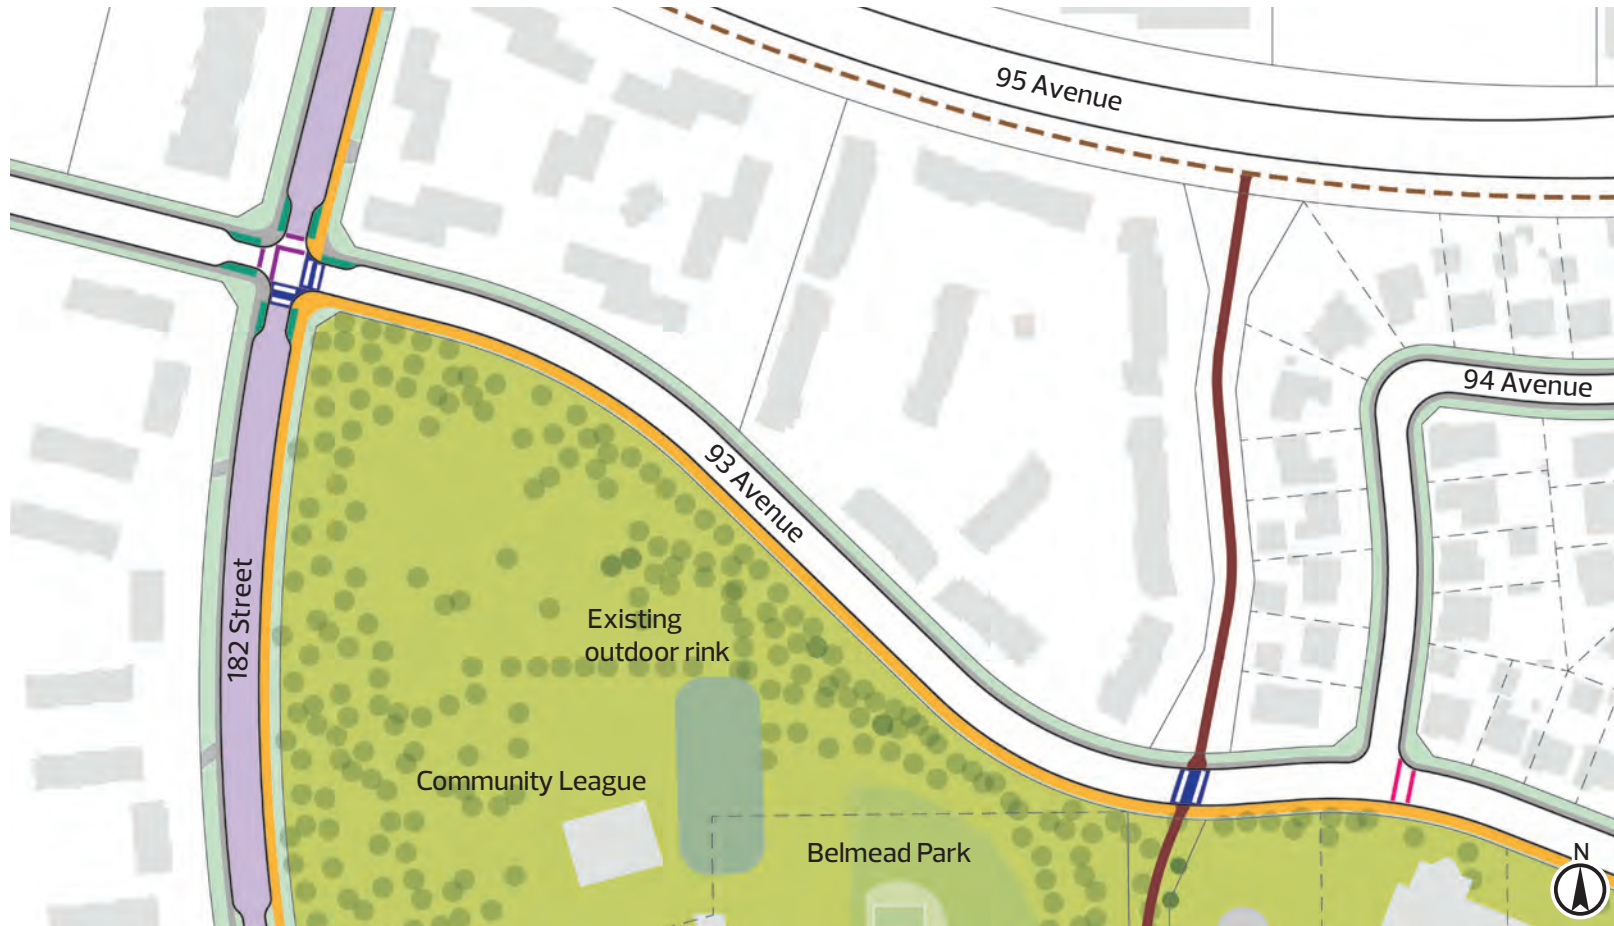 95 Avenue
94 Avenue
93 Avenue
182 Street
Existing
outdoor rink
Community League
Belmead Park
N